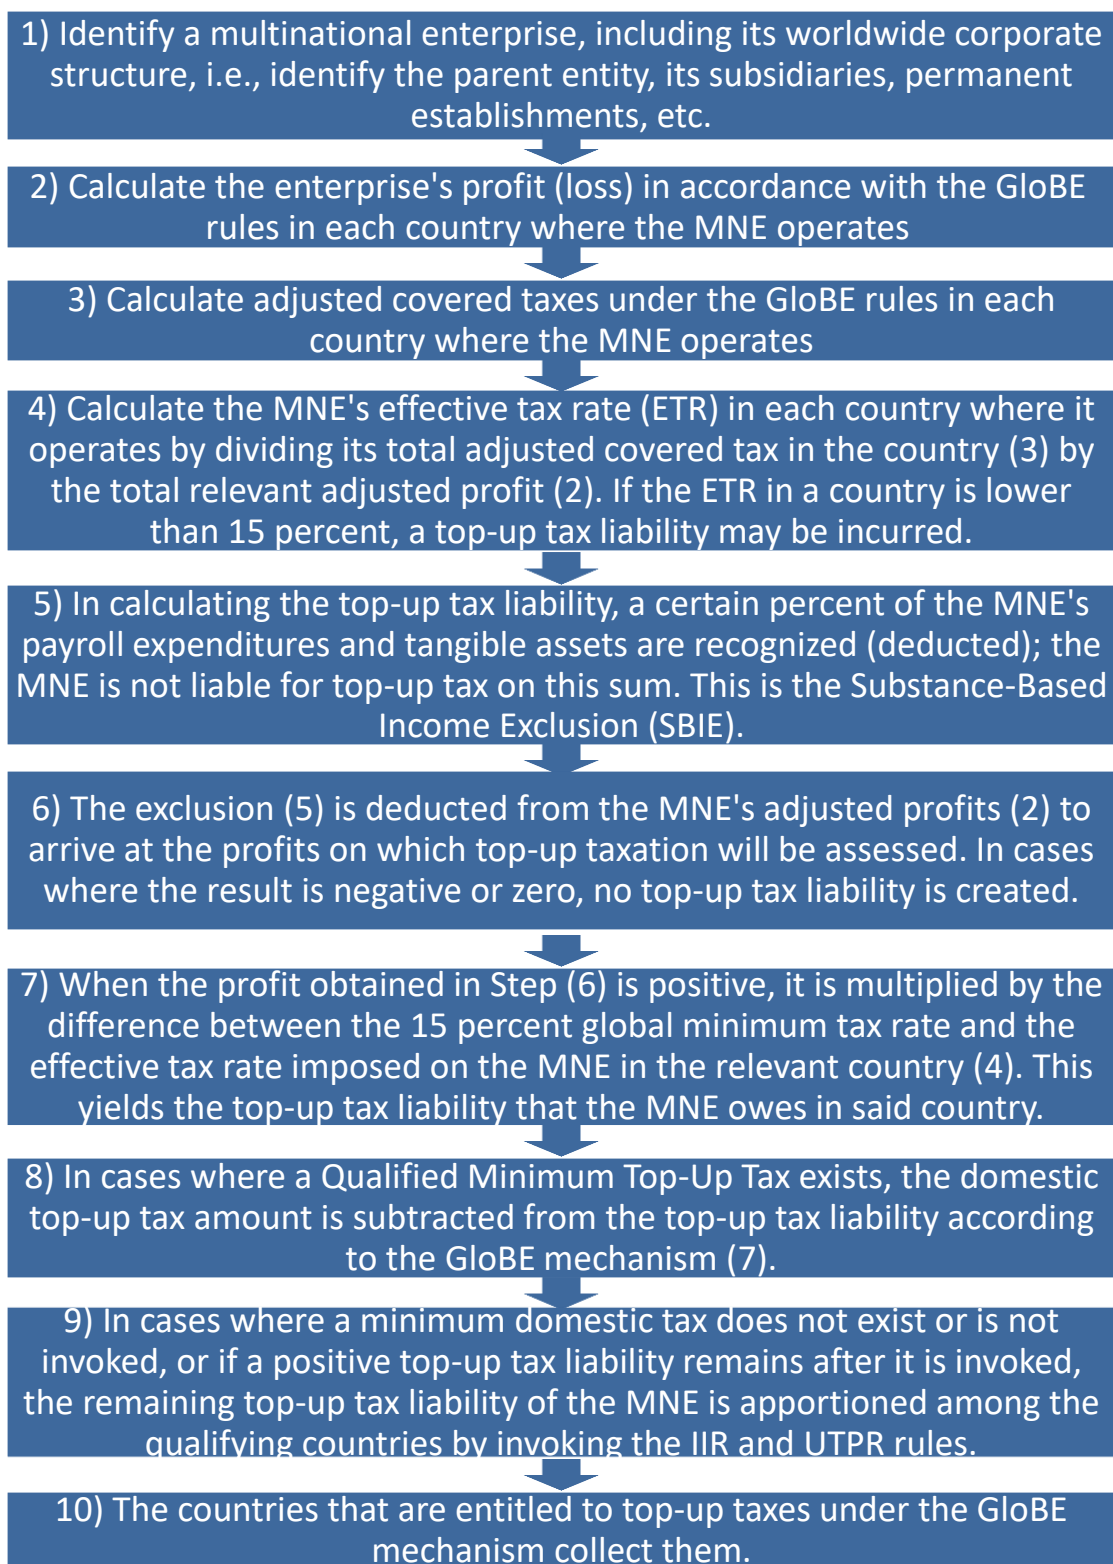 1) Identify a multinational enterprise, including its worldwide corporate
structure, i.e., identify the parent entity, its subsidiaries, permanent
establishments, etc.
2) Calculate the enterprise's profit (loss) in accordance with the GloBE
rules in each country where the MNE operates
3) Calculate adjusted covered taxes under the GloBE rules in each
country where the MNE operates
4) Calculate the MNE's effective tax rate (ETR) in each country where it
operates by dividing its total adjusted covered tax in the country (3) by
the total relevant adjusted profit (2). If the ETR in a country is lower
than 15 percent, a top-up tax liability may be incurred.
5) In calculating the top-up tax liability, a certain percent of the MNE's
payroll expenditures and tangible assets are recognized (deducted); the
MNE is not liable for top-up tax on this sum. This is the Substance-Based
Income Exclusion (SBIE).
6) The exclusion (5) is deducted from the MNE's adjusted profits (2) to
arrive at the profits on which top-up taxation will be assessed. In cases
where the result is negative or zero, no top-up tax liability is created.
7) When the profit obtained in Step (6) is positive, it is multiplied by the
difference between the 15 percent global minimum tax rate and the
effective tax rate imposed on the MNE in the relevant country (4). This
yields the top-up tax liability that the MNE owes in said country.
8) In cases where a Qualified Minimum Top-Up Tax exists, the domestic
top-up tax amount is subtracted from the top-up tax liability according
to the GloBE mechanism (7).
9) In cases where a minimum domestic tax does not exist or is not
invoked, or if a positive top-up tax liability remains after it is invoked,
the remaining top-up tax liability of the MNE is apportioned among the
qualifying countries by invoking the IIR and UTPR rules.
10) The countries that are entitled to top-up taxes under the GloBE
mechanism collect them.